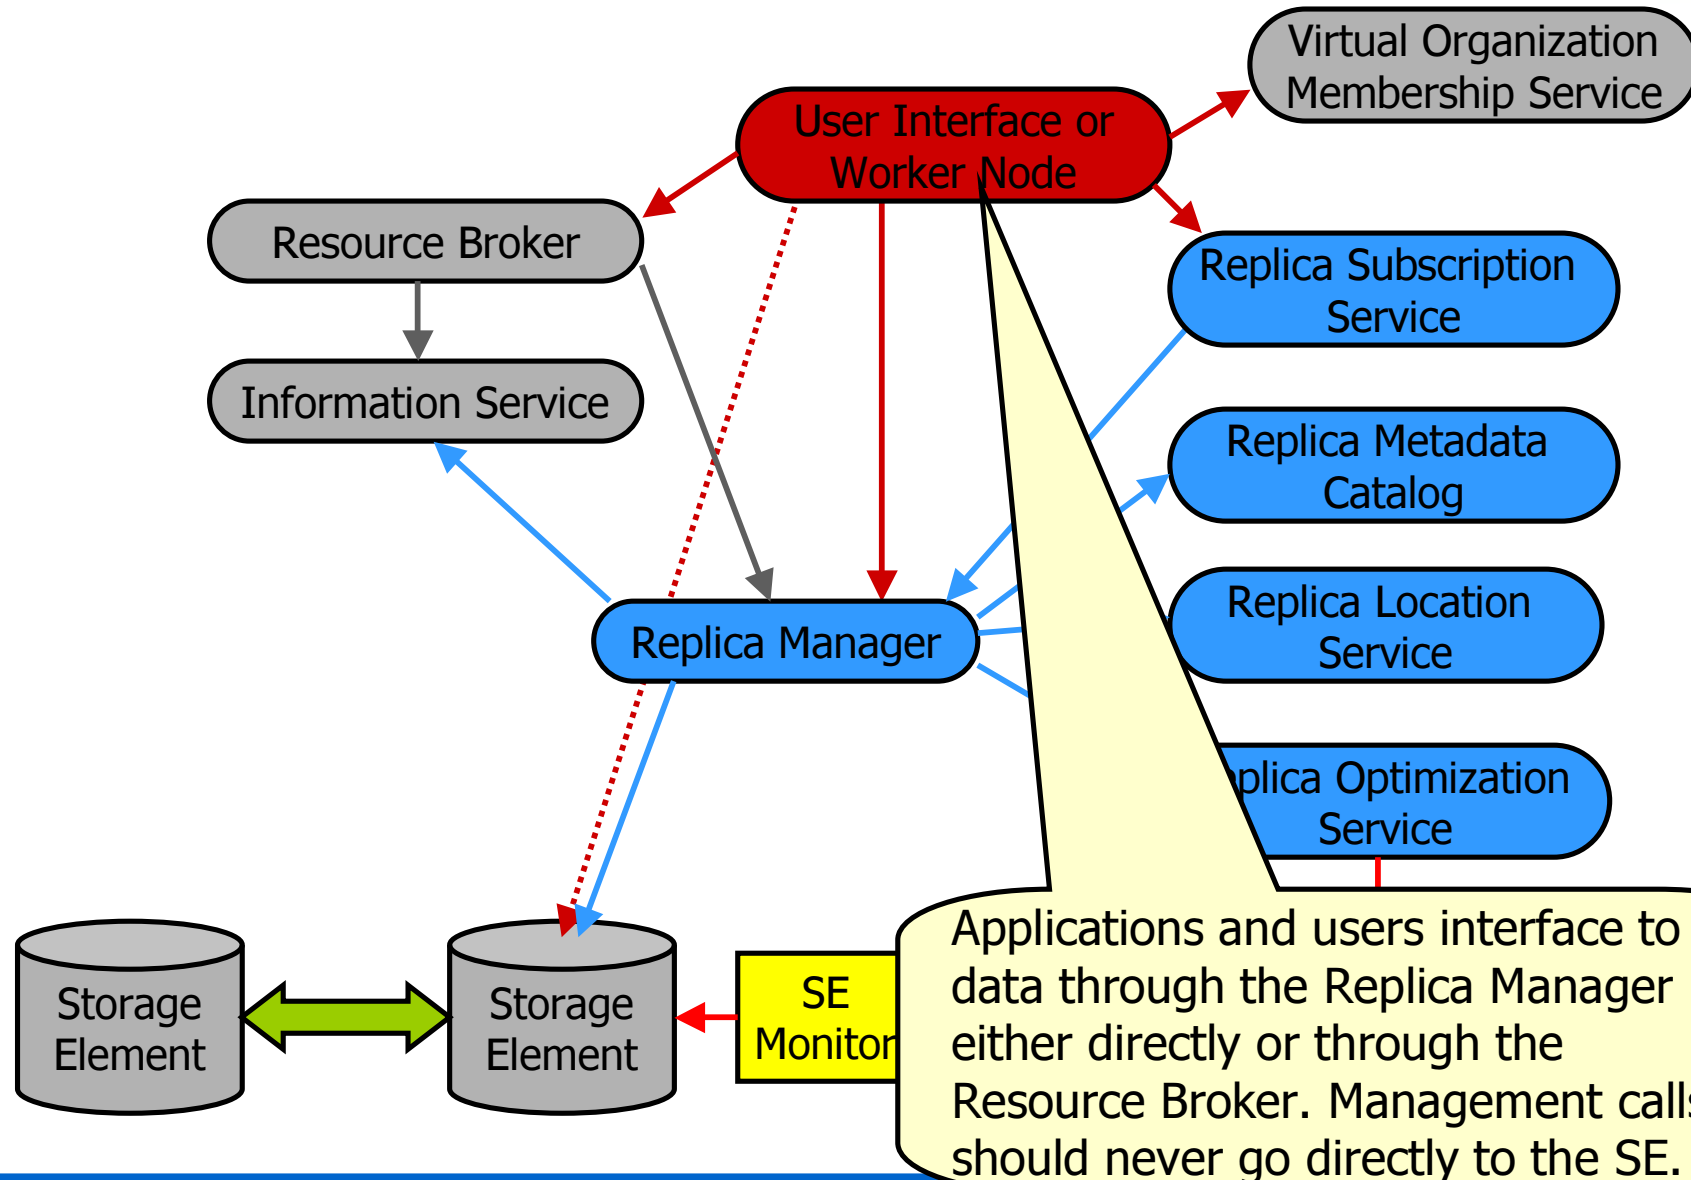 Virtual Organization
Membership Service
User Interface or
Worker Node
Resource Broker
Replica Subscription
Service
Information Service
Replica Metadata
Catalog
Replica Location
Service
Replica Manager
plica Optimization
Service
Storage
Element
Storage
Element
SE
Monitor
Applications and users interface to
data through the Replica Manager
either directly or through the
Resource Broker. Management calls
should never go directly to the SE.